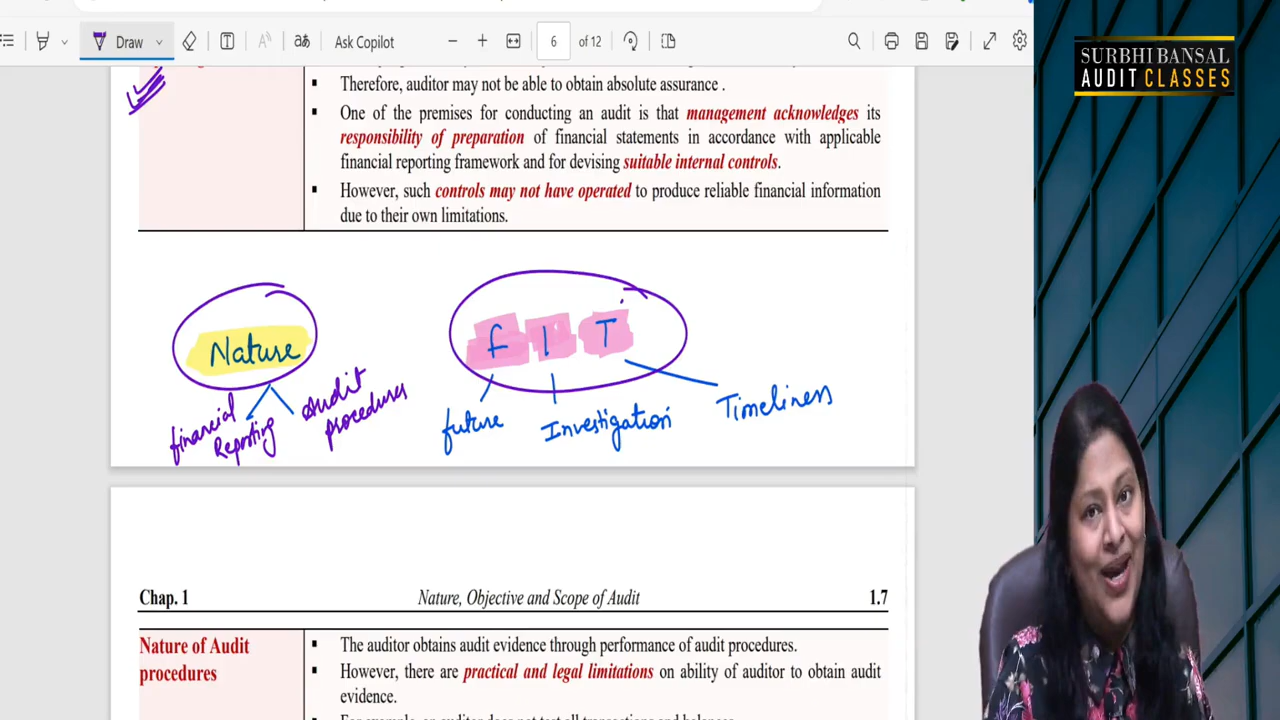 Draw
Ask Copilot
6 of 12
SURBHI BANSAL
AUDIT CLASSES
Therefore, auditor may not be able to obtain absolute assurance .
One of the premises for conducting an audit is that management acknowledges its
responsibility of preparation of financial statements in accordance with applicable
financial reporting framework and for devising suitable internal controls.
However, such controls may not have operated to produce reliable financial information
due to their own limitations.
Nature
f I T
financial
Reporting
Audit
procedures
future
Investigation
Timeliness
Chap. 1 Nature, Objective and Scope of Audit 1.7
Nature of Audit
procedures
The auditor obtains audit evidence through performance of audit procedures.
However, there are practical and legal limitations on ability of auditor to obtain audit
evidence.